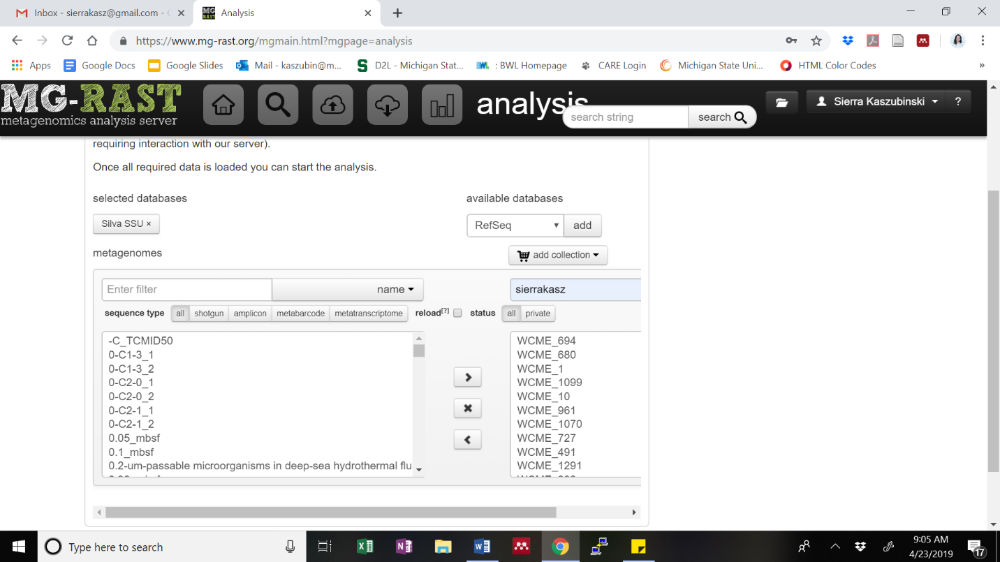 Inbox - sierrakasz@gmail.com -
Analysis
https://www.mg-rast.org/mgmain.html?mgpage=analysis
Apps Google Docs Google Slides Mail - kaszubin@m... D2L - Michigan Stat... : BWL Homepage CARE Login Michigan State Uni... HTML Color Codes »
MG-RAST
metagenomics analysis server
analysis
search string search
Sierra Kaszubinski ?
requiring interaction with our server).
Once all required data is loaded you can start the analysis.
selected databases available databases
Silva SSU × RefSeq add
metagenomes add collection
Enter filter name sierrakasz
sequence type all shotgun amplicon metabarcode metatranscriptome reload[?] status all private
-C_TCMID50 WCME_694
0-C1-3_1 WCME_680
0-C1-3_2 WCME_1
0-C2-0_1 WCME_1099
0-C2-0_2 WCME_10
0-C2-1_1 WCME_961
0-C2-1_2 WCME_1070
0.05_mbsf WCME_727
0.1_mbsf WCME_491
0.2-um-passable microorganisms in deep-sea hydrothermal flu WCME_1291
Type here to search
9:05 AM
4/23/2019
17